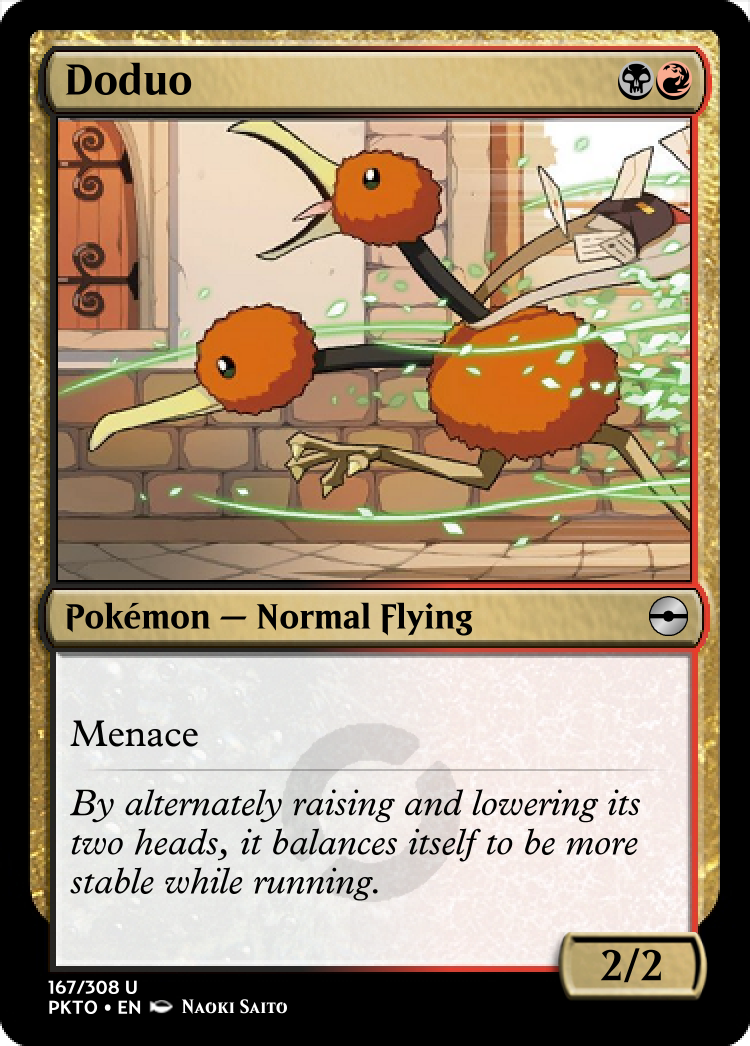 Doduo
Pokémon — Normal Flying
Menace
By alternately raising and lowering its
two heads, it balances itself to be more
stable while running.
2/2
167/308 U
PKTO • EN Naoki Saito